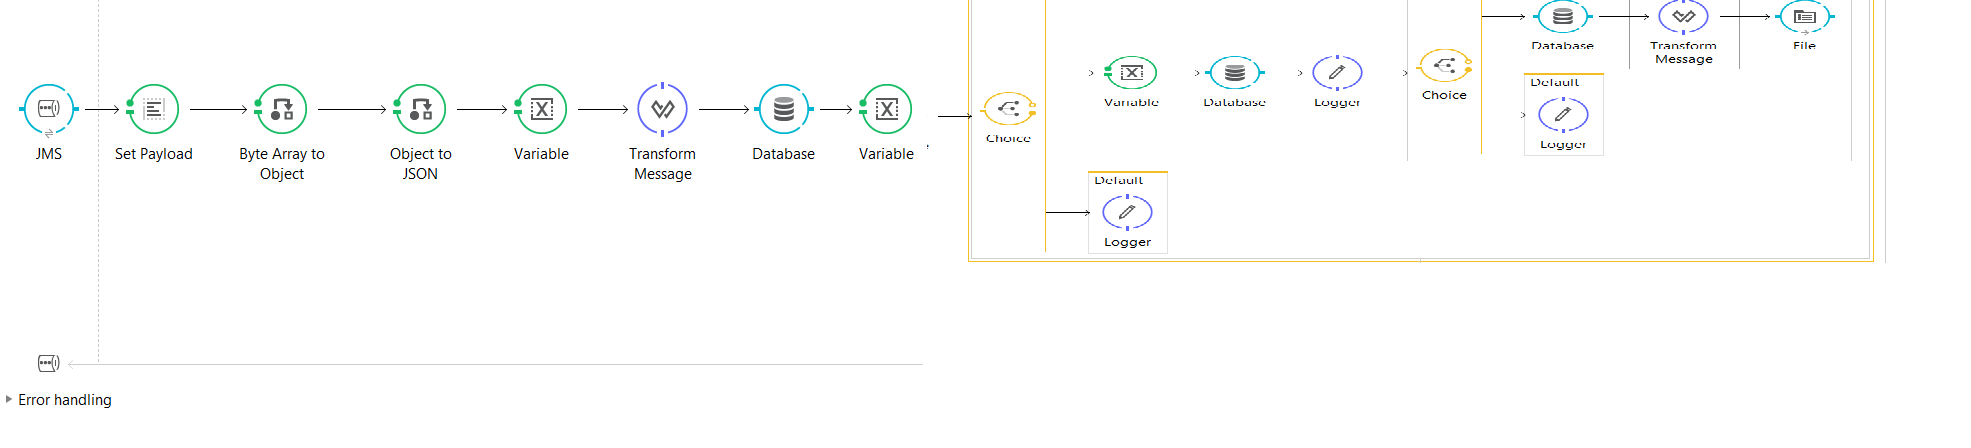 JMS
Set Payload
Byte Array to
Object
Object to
JSON
Variable
Transform
Message
Database
Variable
,
Choice
Variable
Database
Logger
Choice
Database
Transform
Message
File
Default
Logger
Default
Logger
Error handling